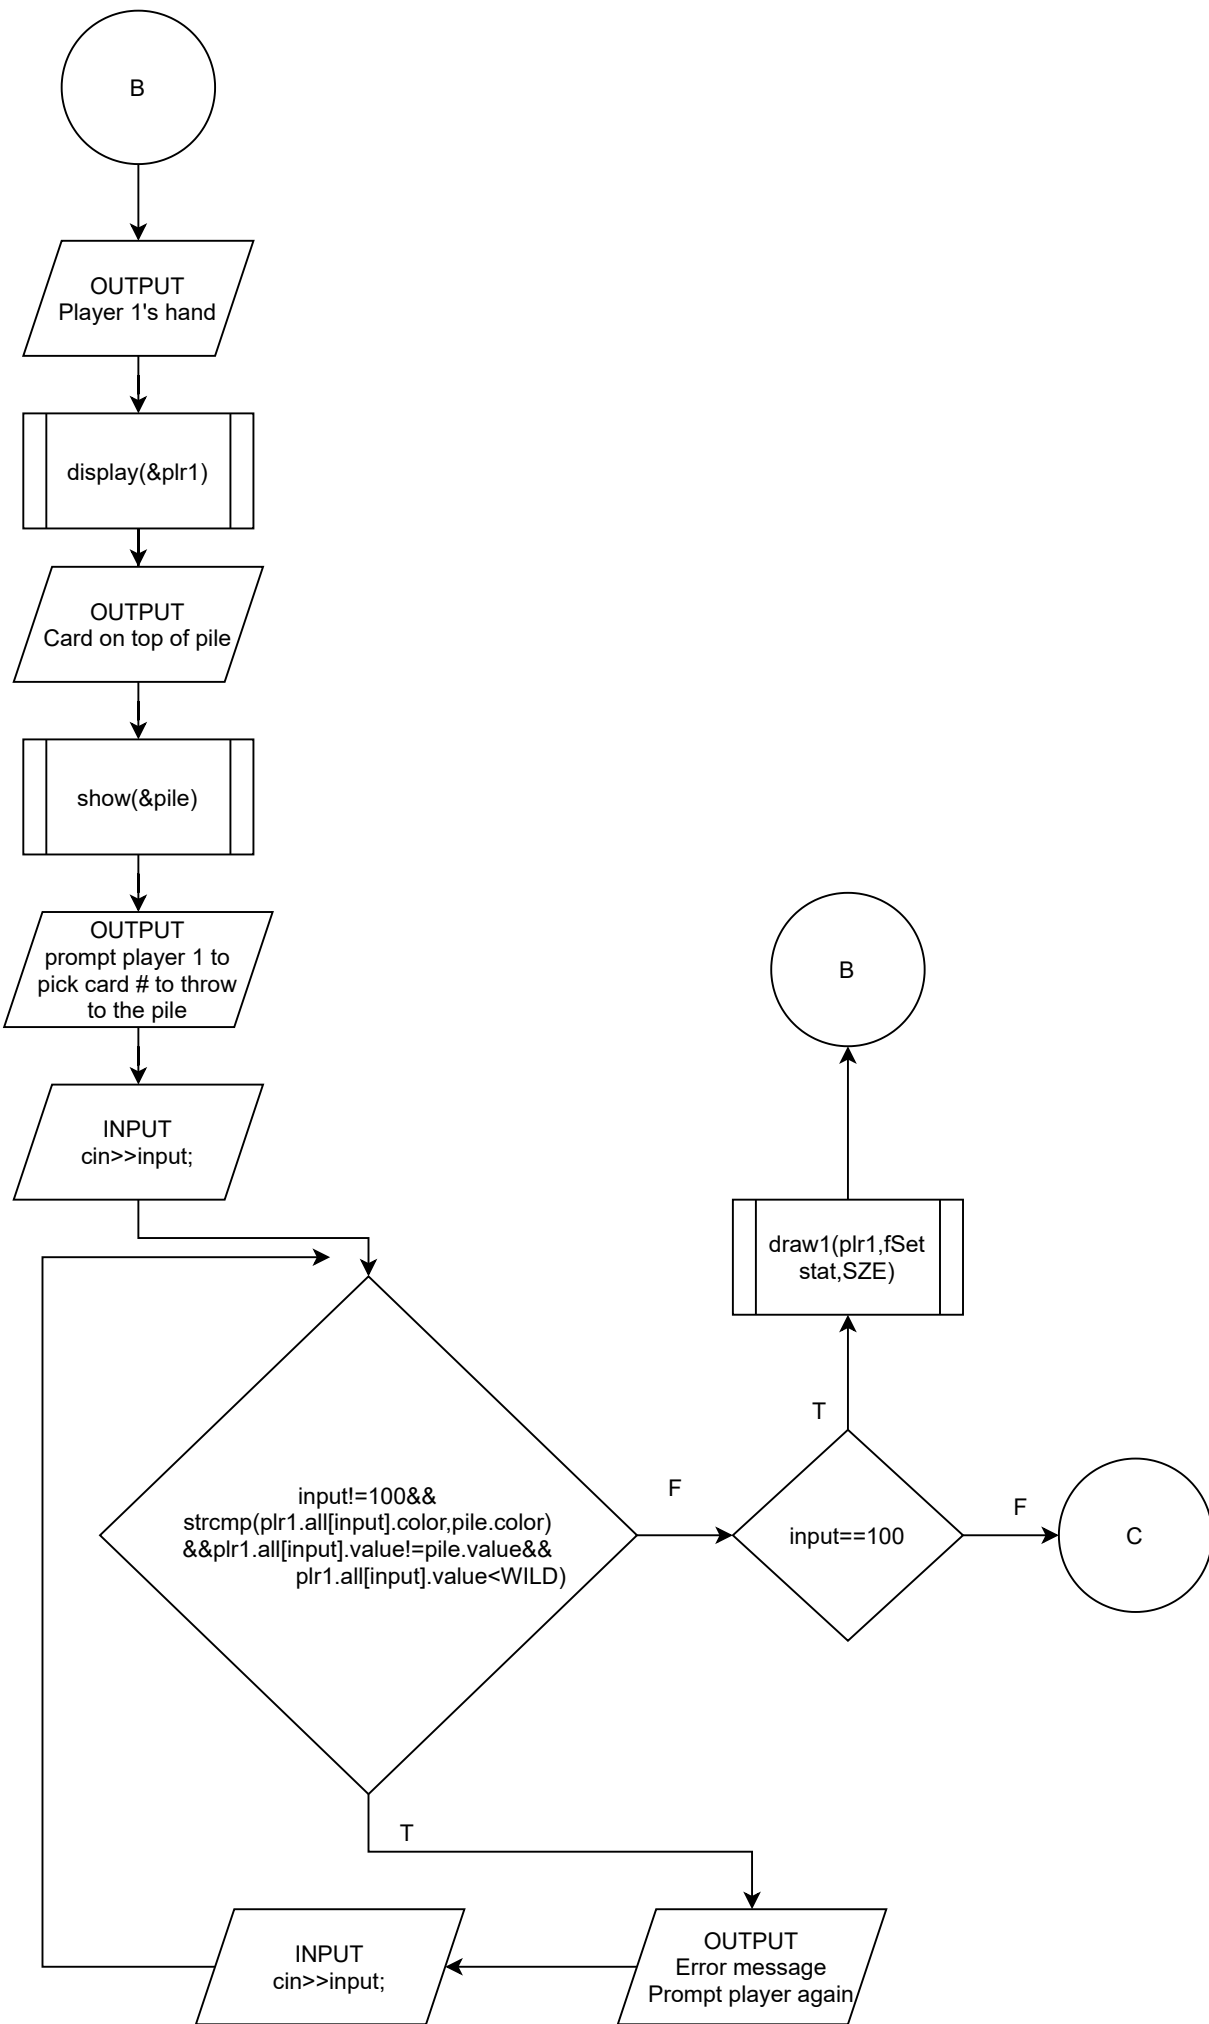 B
OUTPUT
Player 1's hand
display(&plr1)
OUTPUT
Card on top of pile
show(&pile)
OUTPUT
prompt player 1 to
pick card # to throw
to the pile
INPUT
cin>>input;
input!=100&&
strcmp(plr1.all[input].color,pile.color)
&&plr1.all[input].value!=pile.value&&
plr1.all[input].value<WILD)
F
input==100
T
draw1(plr1,fSet
stat,SZE)
B
F
C
T
OUTPUT
Error message
Prompt player again
INPUT
cin>>input;